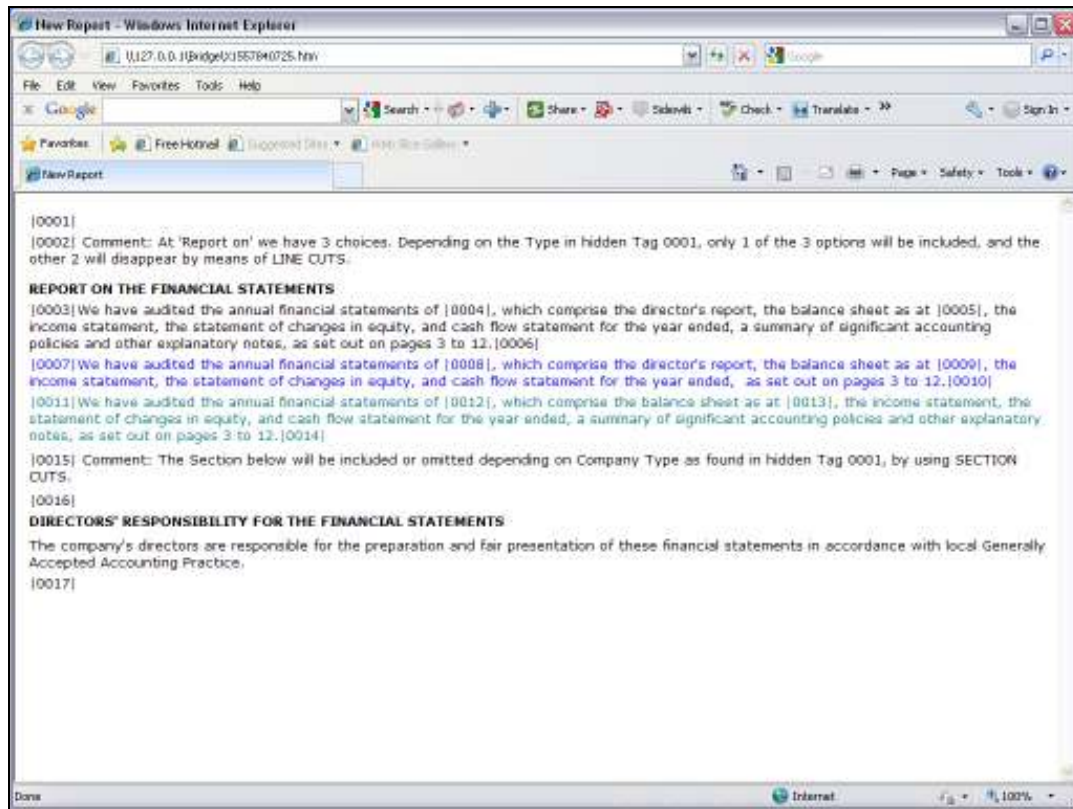 New Report - Windows Internet Explorer
Google
File Edit View Favorites Tools Help
Google Search Share Sidewiki Check Translate Sign In
Favorites Free Hotmail Suggested Sites Web Slice Gallery
New Report Page Safety Tools
|0001|
|0002| Comment: At 'Report on' we have 3 choices. Depending on the Type in hidden Tag 0001, only 1 of the 3 options will be included, and the
other 2 will disappear by means of LINE CUTS.
REPORT ON THE FINANCIAL STATEMENTS
|0003|We have audited the annual financial statements of |0004|, which comprise the director's report, the balance sheet as at |0005|, the
income statement, the statement of changes in equity, and cash flow statement for the year ended, a summary of significant accounting
policies and other explanatory notes, as set out on pages 3 to 12.|0006|
|0007|We have audited the annual financial statements of |0008|, which comprise the director's report, the balance sheet as at |0009|, the
income statement, the statement of changes in equity, and cash flow statement for the year ended, as set out on pages 3 to 12.|0010|
|0011|We have audited the annual financial statements of |0012|, which comprise the balance sheet as at |0013|, the income statement, the
statement of changes in equity, and cash flow statement for the year ended, a summary of significant accounting policies and other explanatory
notes, as set out on pages 3 to 12.|0014|
|0015| Comment: The Section below will be included or omitted depending on Company Type as found in hidden Tag 0001, by using SECTION
CUTS.
|0016|
DIRECTORS' RESPONSIBILITY FOR THE FINANCIAL STATEMENTS
The company's directors are responsible for the preparation and fair presentation of these financial statements in accordance with local Generally
Accepted Accounting Practice.
|0017|
Done Internet 100%